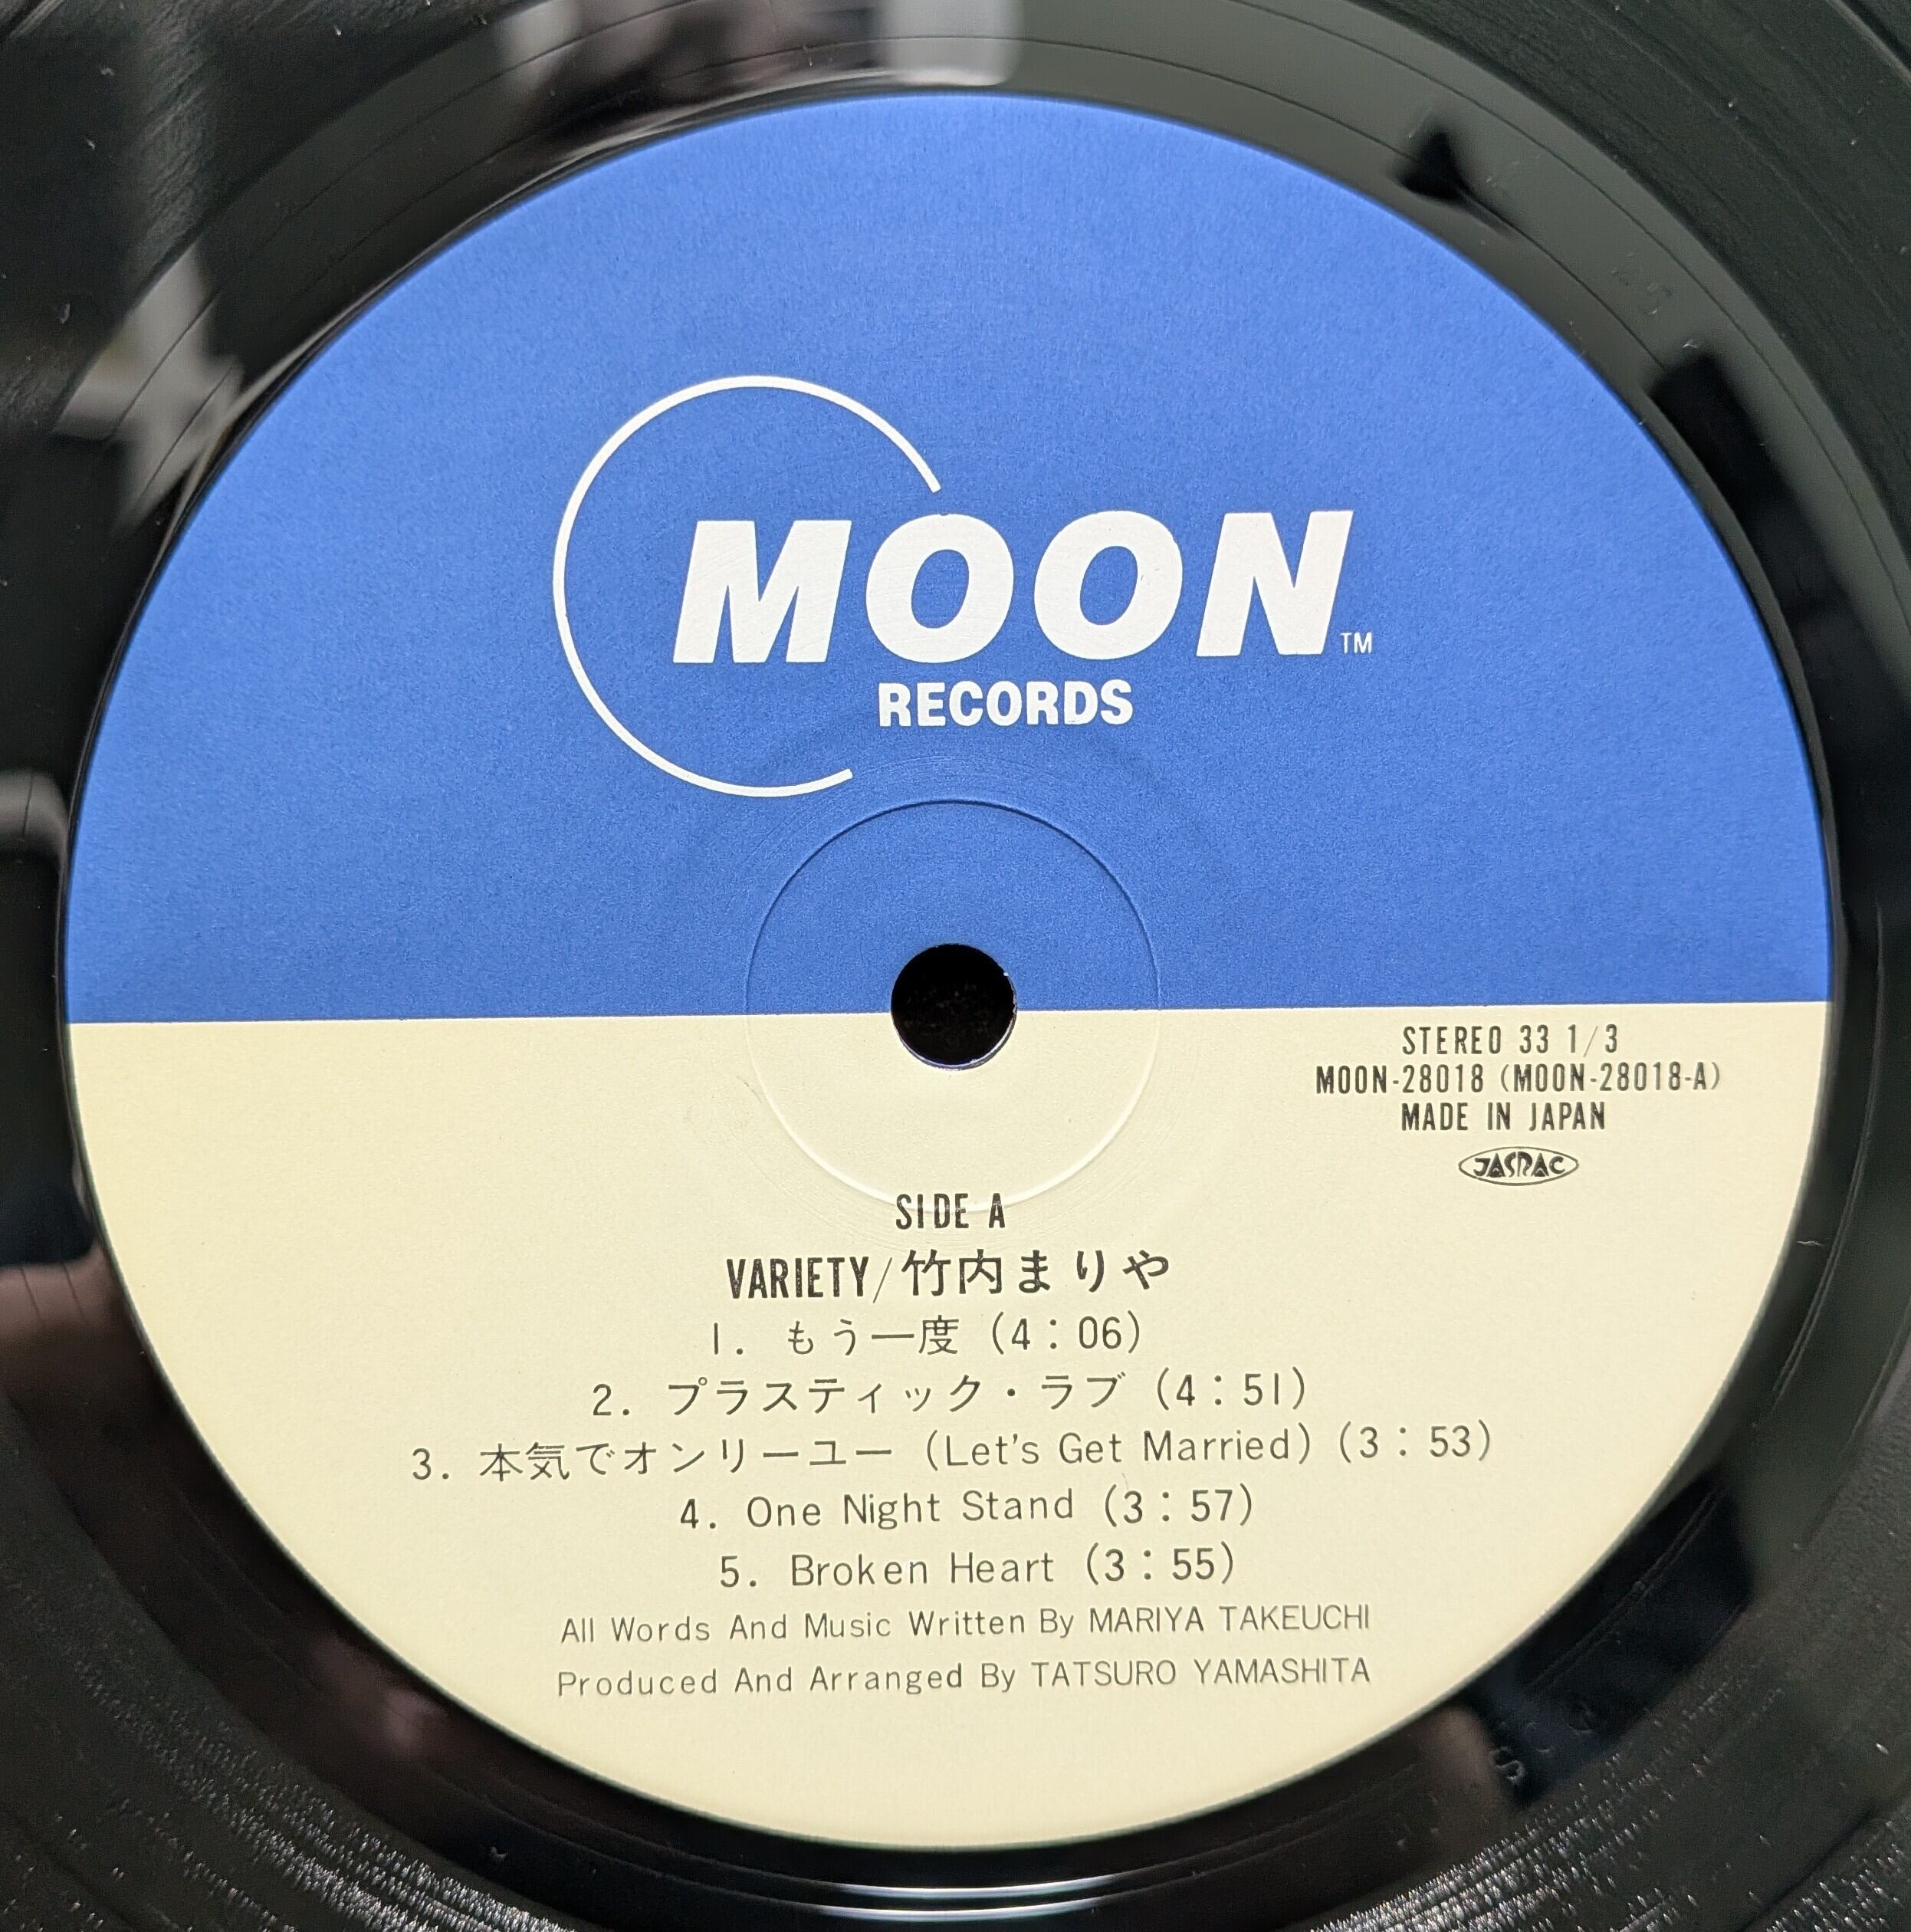 MOON™
RECORDS
STEREO 33 1/3
MOON-28018 (MOON-28018-A)
MADE IN JAPAN
JASRAC
SIDE A
VARIETY/竹内まりや
1. もう一度 (4:06)
2. プラスティック・ラブ (4:51)
3. 本気でオンリーユー (Let's Get Married) (3:53)
4. One Night Stand (3:57)
5. Broken Heart (3:55)
All Words And Music Written By MARIYA TAKEUCHI
Produced And Arranged By TATSURO YAMASHITA